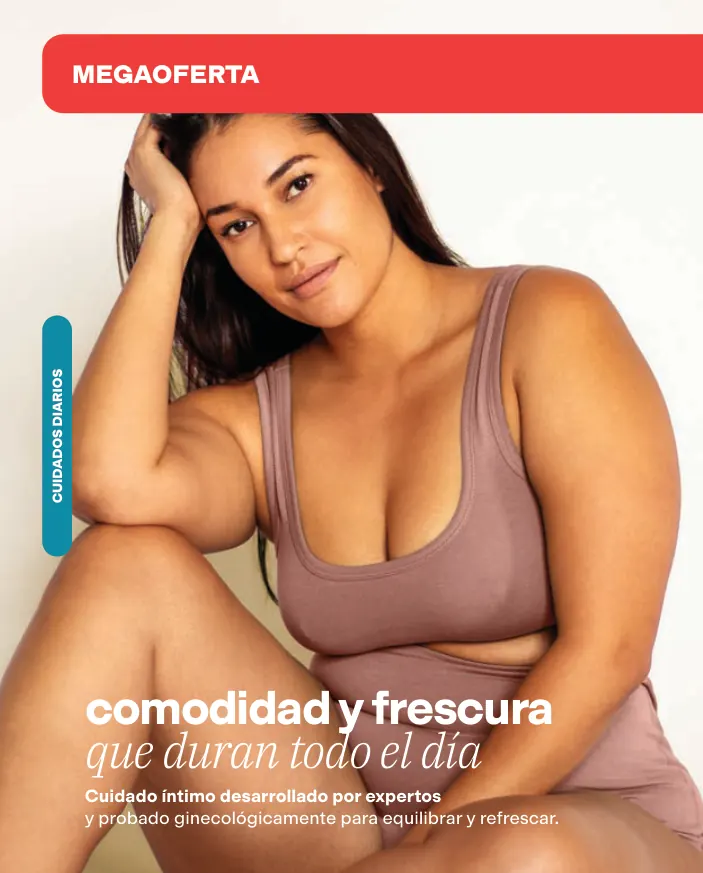 MEGAOFERTA
CUIDADOS DIARIOS
comodidad y frescura
que duran todo el día
Cuidado íntimo desarrollado por expertos
y probado ginecológicamente para equilibrar y refrescar.